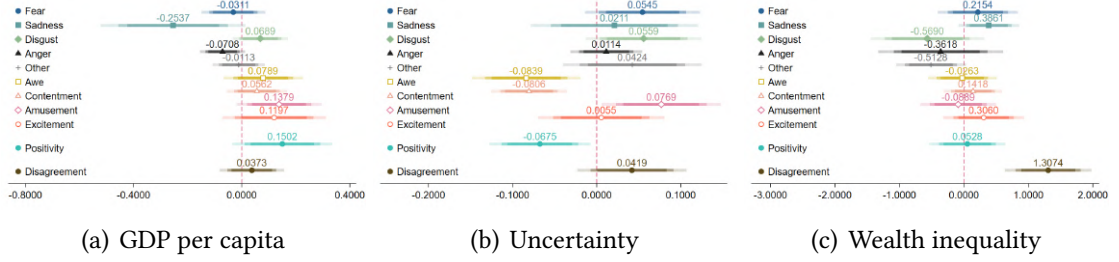 Fear -0.0311
Sadness -0.2537
Disgust 0.0689
Anger -0.0708
Other -0.0113
Awe 0.0789
Contentment 0.0562
Amusement 0.1379
Excitement 0.1197
Positivity 0.1502
Disagreement 0.0373
-0.8000 -0.4000 0.0000 0.4000
(a) GDP per capita
Fear 0.0545
Sadness 0.0211
Disgust 0.0559
Anger 0.0114
Other 0.0424
Awe -0.0839
Contentment -0.0806
Amusement 0.0769
Excitement 0.0055
Positivity -0.0675
Disagreement 0.0419
-0.2000 -0.1000 0.0000 0.1000
(b) Uncertainty
Fear 0.2154
Sadness 0.3861
Disgust -0.5690
Anger -0.3618
Other -0.5128
Awe -0.0263
Contentment 0.1418
Amusement -0.0889
Excitement 0.3060
Positivity 0.0528
Disagreement 1.3074
-3.0000 -2.0000 -1.0000 0.0000 1.0000 2.0000
(c) Wealth inequality